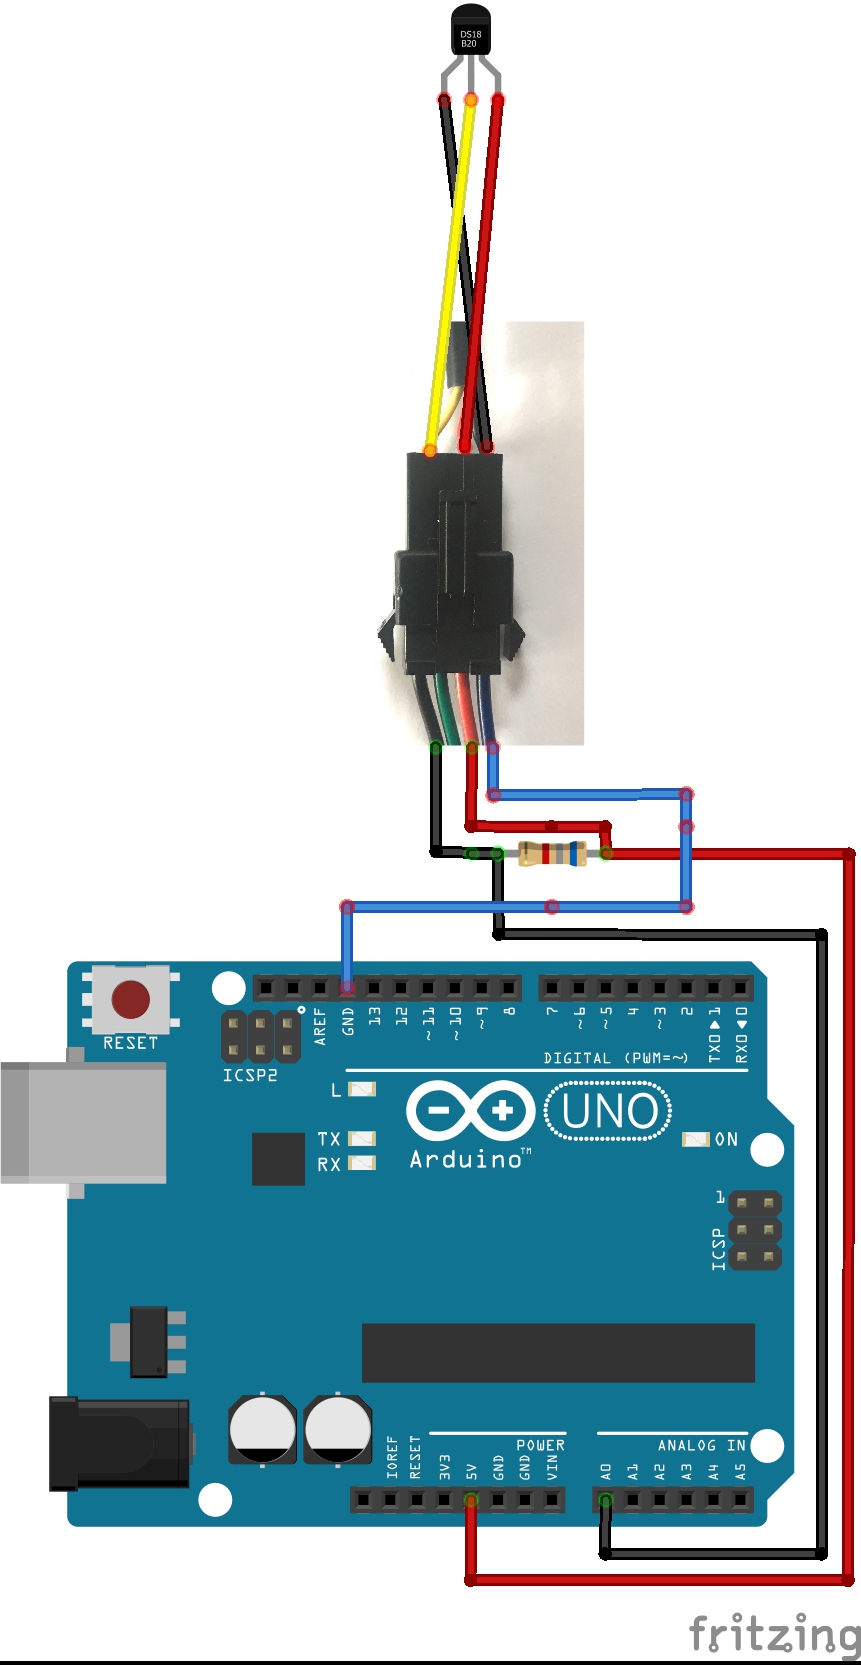 DS18
B20
AREF
GND
13
12
~11
~10
~9
8
7
~6
~5
4
~3
2
TX0▶1
RX0◀0
RESET
ICSP2
DIGITAL (PWM=~)
L
TX
RX
UNO
Arduino™
ON
1
ICSP
POWER
ANALOG IN
IOREF
RESET
3V3
5V
GND
GND
VIN
A0
A1
A2
A3
A4
A5
fritzing